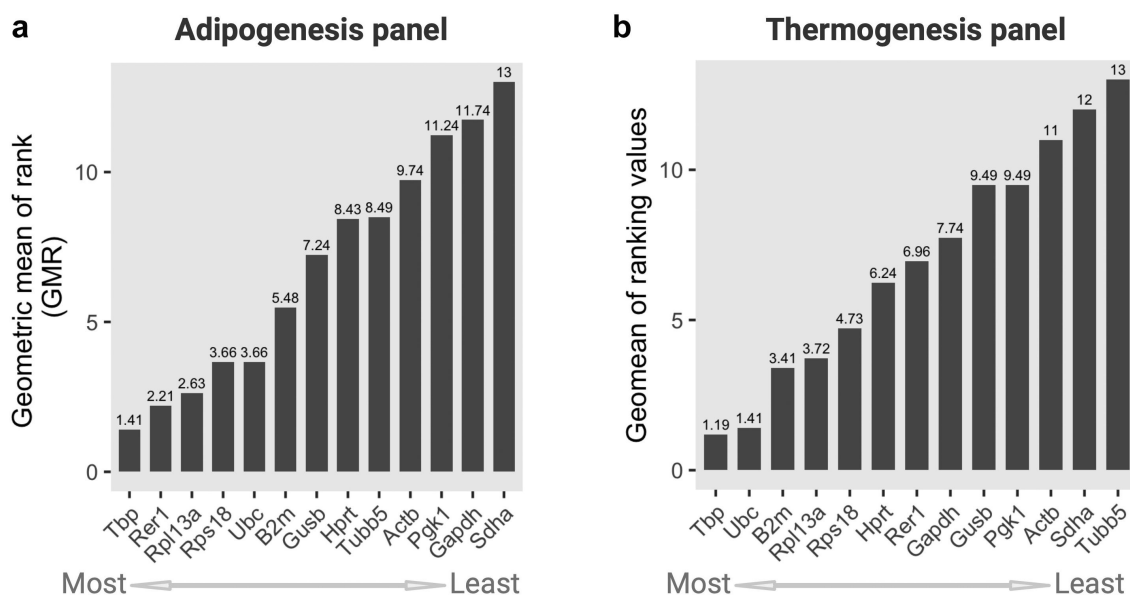 a
Adipogenesis panel
Geometric mean of rank
(GMR)
10
5
0
1.41
2.21
2.63
3.66
3.66
5.48
7.24
8.43
8.49
9.74
11.24
11.74
13
Tbp
Rer1
Rpl13a
Rps18
Ubc
B2m
Gusb
Hprt
Tubb5
Actb
Pgk1
Gapdh
Sdha
Most
Least
b
Thermogenesis panel
Geomean of ranking values
10
5
0
1.19
1.41
3.41
3.72
4.73
6.24
6.96
7.74
9.49
9.49
11
12
13
Tbp
Ubc
B2m
Rpl13a
Rps18
Hprt
Rer1
Gapdh
Gusb
Pgk1
Actb
Sdha
Tubb5
Most
Least